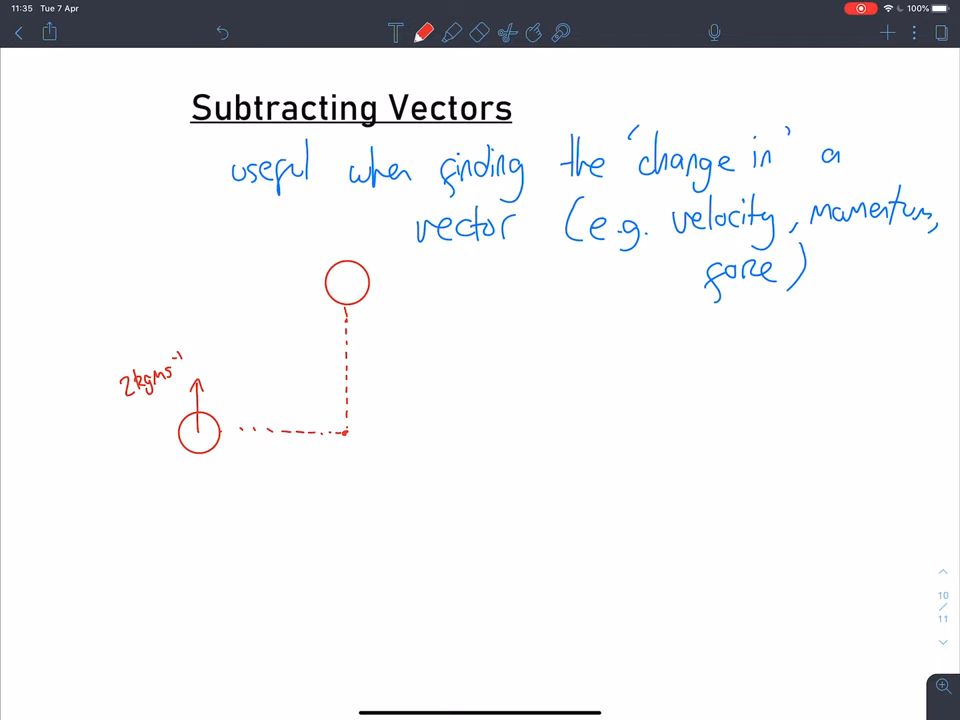 11:35 Tue 7 Apr
100%
T
Subtracting Vectors
useful when finding the 'change in' a
vector (e.g. velocity, momentum,
force)
2kgms⁻¹
10
/
11